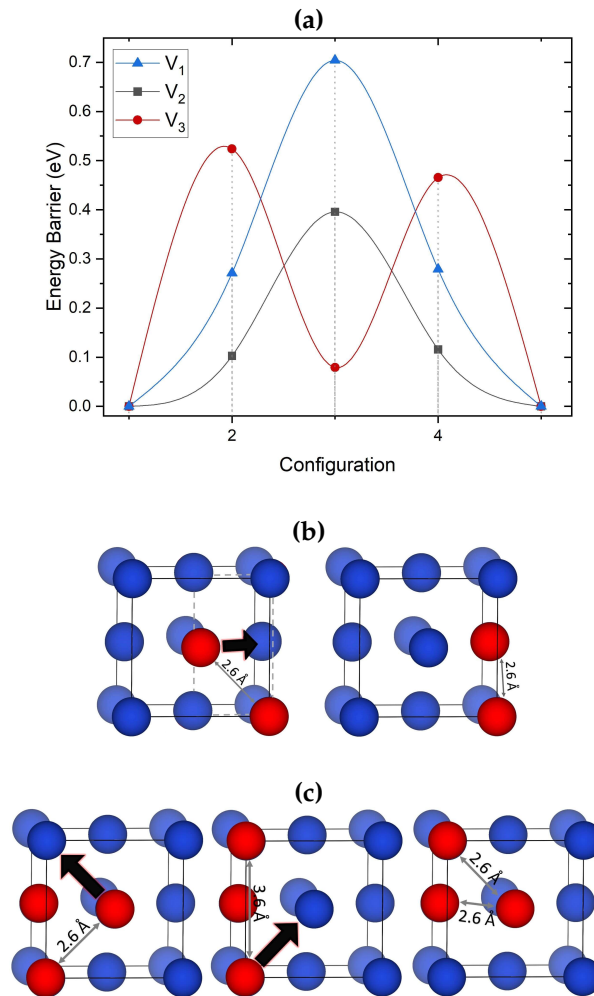 (a)
V1
V2
V3
0.7
0.6
0.5
0.4
0.3
0.2
0.1
0.0
Energy Barrier (eV)
2
4
Configuration
(b)
2.6 Å
2.6 Å
(c)
2.6 Å
3.6 Å
2.6 Å
2.6 Å